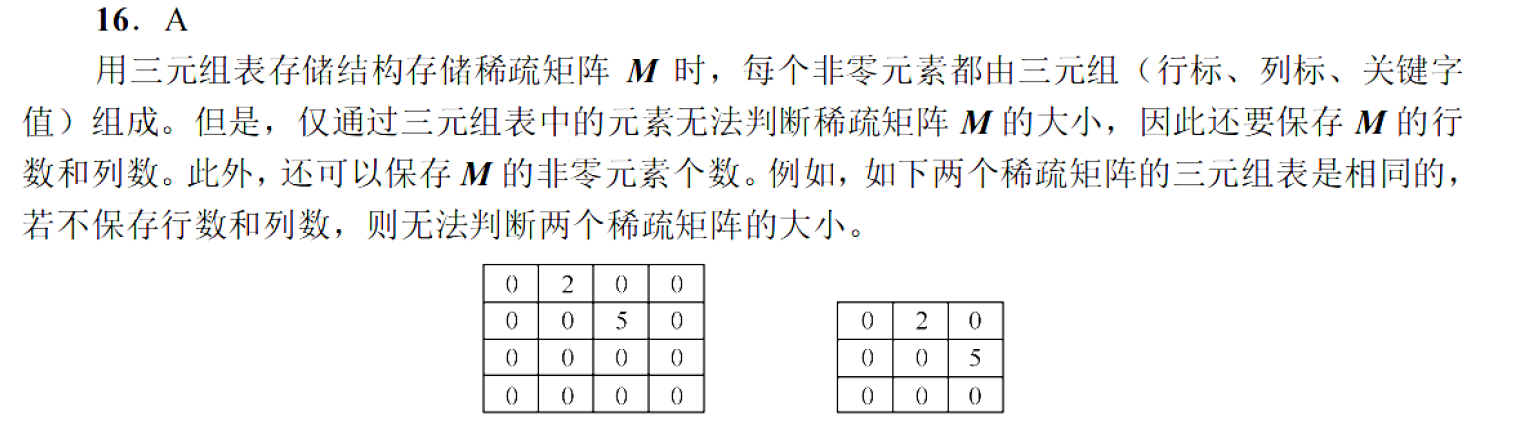 16．A
用三元组表存储结构存储稀疏矩阵 M 时，每个非零元素都由三元组（行标、列标、关键字
值）组成。但是，仅通过三元组表中的元素无法判断稀疏矩阵 M 的大小，因此还要保存 M 的行
数和列数。此外，还可以保存 M 的非零元素个数。例如，如下两个稀疏矩阵的三元组表是相同的，
若不保存行数和列数，则无法判断两个稀疏矩阵的大小。
0 2 0 0
0 0 5 0
0 0 0 0
0 0 0 0
0 2 0
0 0 5
0 0 0